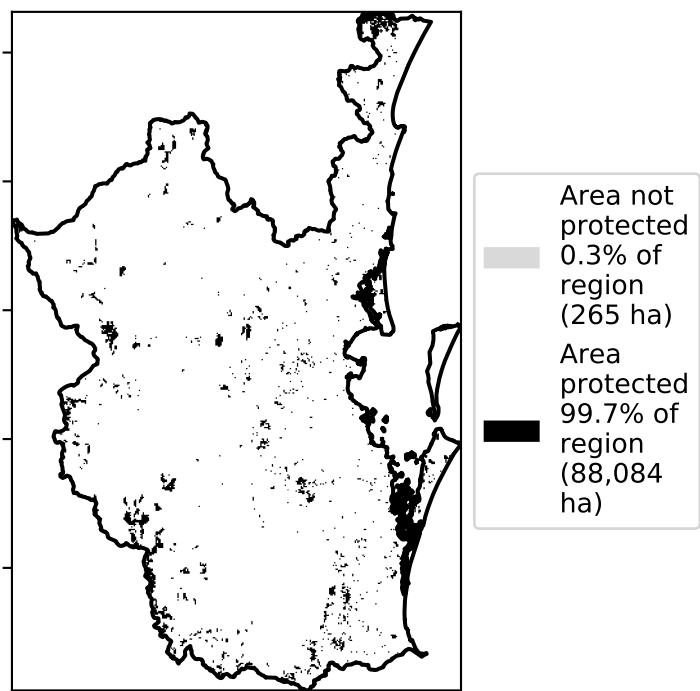 Area not
protected
0.3% of
region
(265 ha)
Area
protected
99.7% of
region
(88,084
ha)